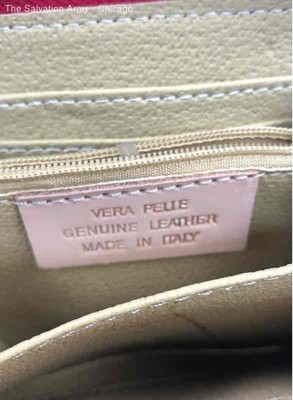 The Salvation Army - Chicago
VERA PELLE
GENUINE LEATHER
MADE IN ITALY